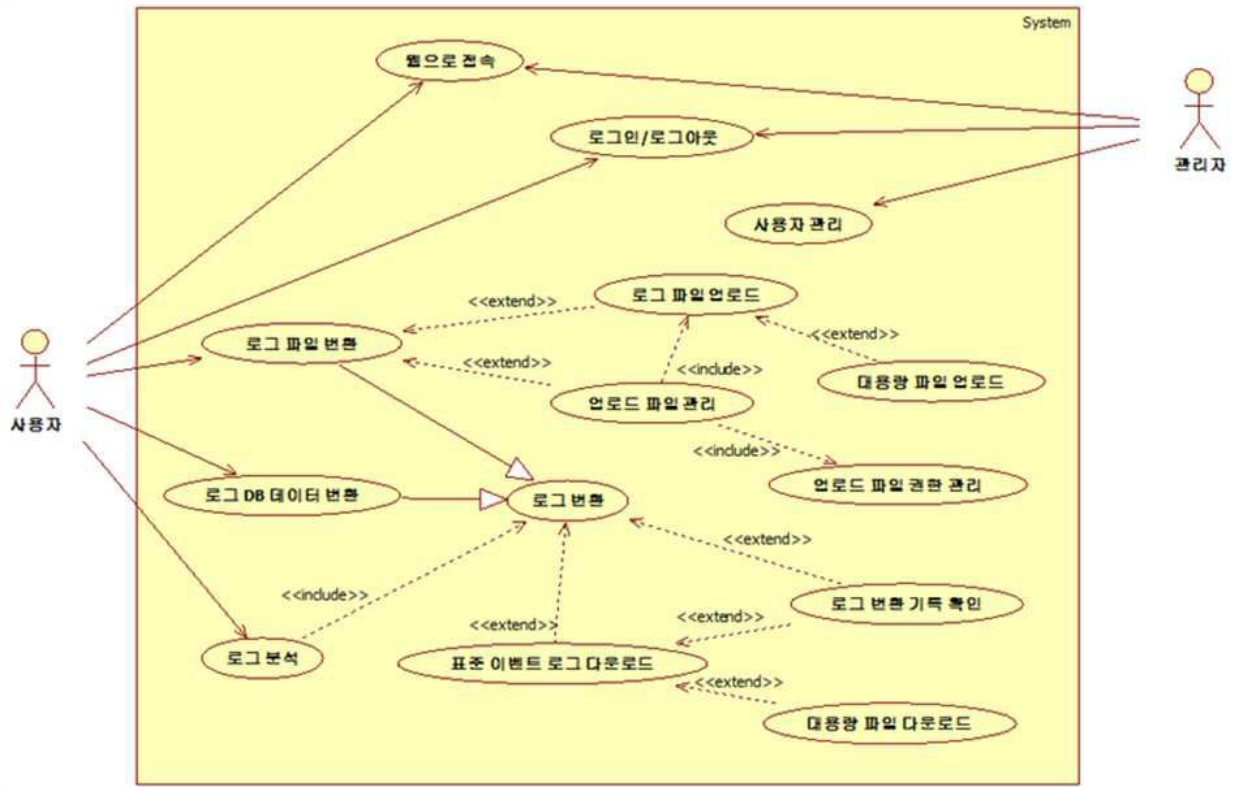 System
웹으로 접속
로그인/로그아웃
관리자
사용자 관리
로그 파일 업로드
<<extend>>
로그 파일 변환
<<extend>>
<<extend>>
<<include>>
대용량 파일 업로드
업로드 파일 관리
사용자
<<include>>
업로드 파일 권한 관리
로그 DB 데이터 변환
로그 변환
<<extend>>
<<include>>
로그 변환 기록 확인
<<extend>>
<<extend>>
로그 분석
표준 이벤트 로그 다운로드
<<extend>>
대용량 파일 다운로드